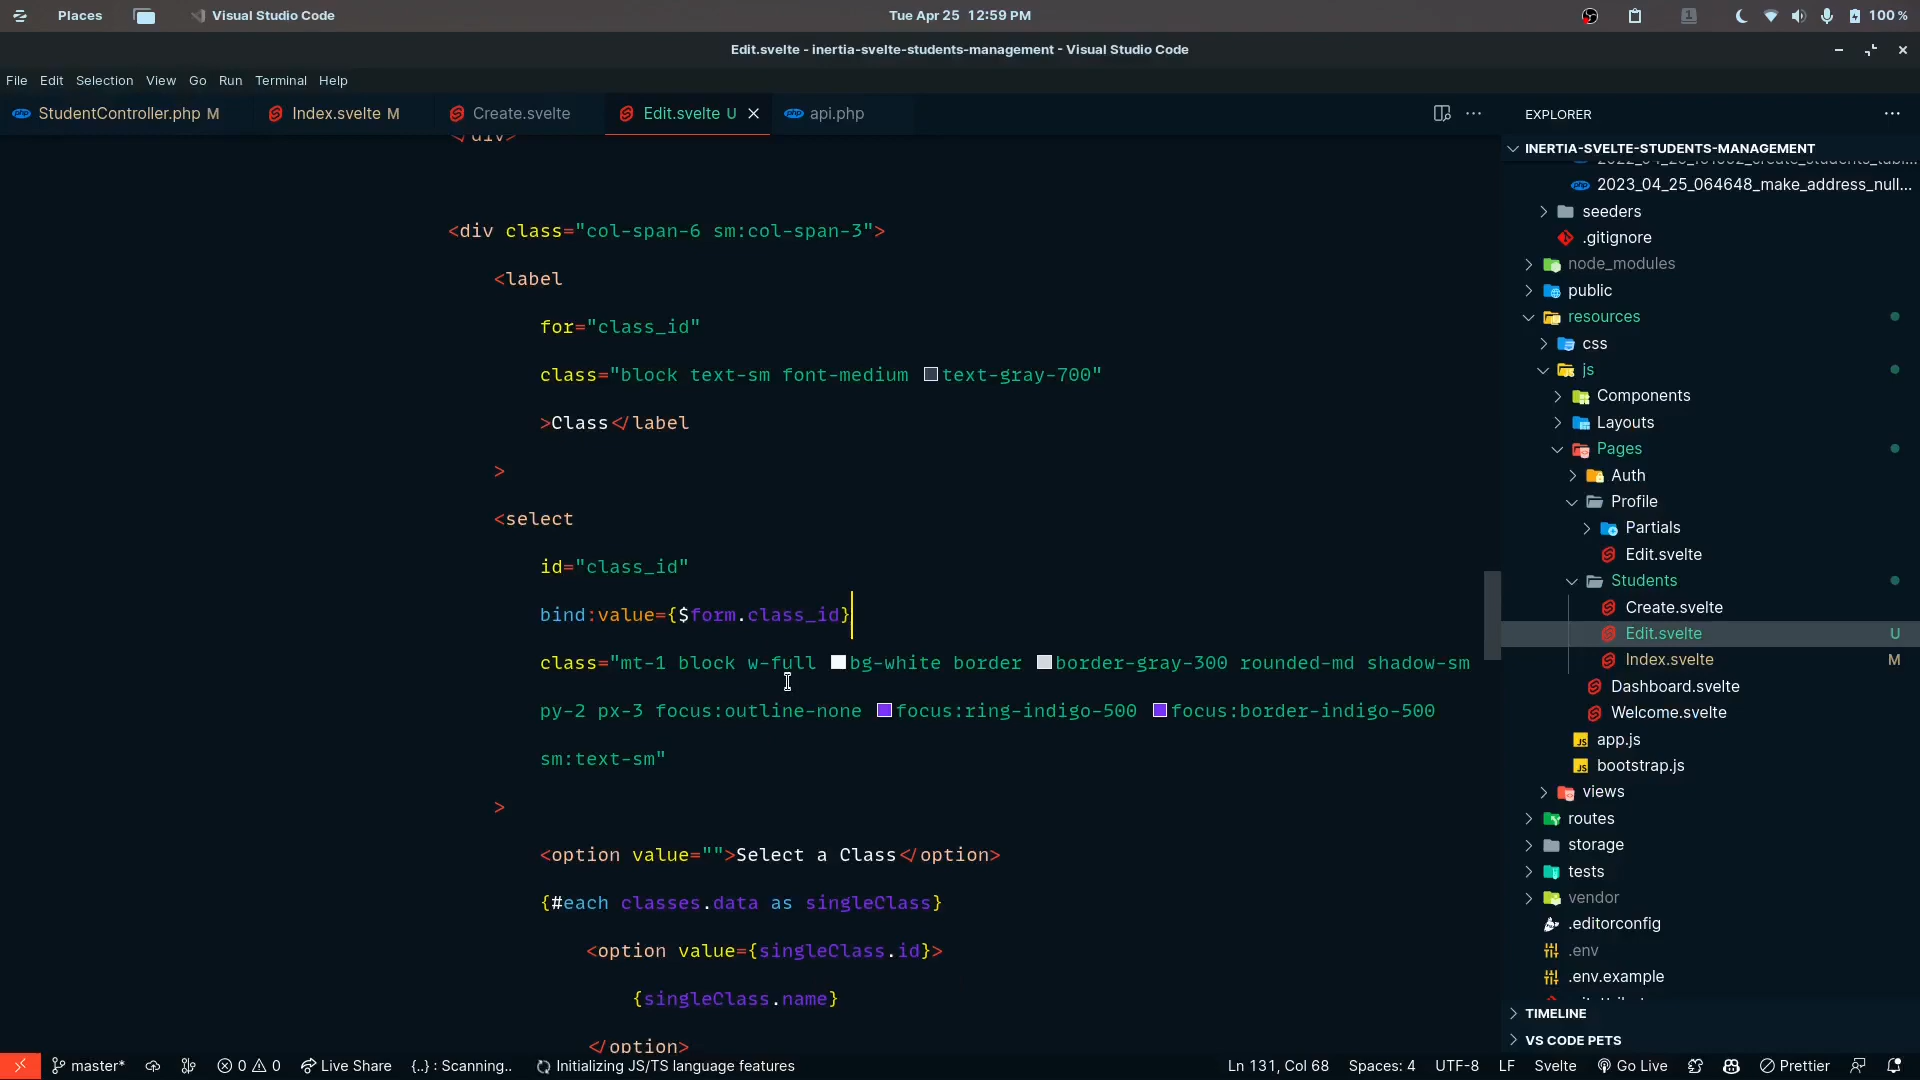 Places
Visual Studio Code
Tue Apr 25 12:59 PM
1
100 %
Edit.svelte - inertia-svelte-students-management - Visual Studio Code
File Edit Selection View Go Run Terminal Help
StudentController.php M
Index.svelte M
Create.svelte
Edit.svelte U
api.php
EXPLORER
</div>
<div class="col-span-6 sm:col-span-3">
<label
for="class_id"
class="block text-sm font-medium text-gray-700"
>Class</label
>
<select
id="class_id"
bind:value={$form.class_id}
class="mt-1 block w-full bg-white border border-gray-300 rounded-md shadow-sm
py-2 px-3 focus:outline-none focus:ring-indigo-500 focus:border-indigo-500
sm:text-sm"
>
<option value="">Select a Class</option>
{#each classes.data as singleClass}
<option value={singleClass.id}>
{singleClass.name}
</option>
INERTIA-SVELTE-STUDENTS-MANAGEMENT
2023_04_25_064648_make_address_null...
seeders
.gitignore
node_modules
public
resources
css
js
Components
Layouts
Pages
Auth
Profile
Partials
Edit.svelte
Students
Create.svelte
Edit.svelte U
Index.svelte M
Dashboard.svelte
Welcome.svelte
app.js
bootstrap.js
views
routes
storage
tests
vendor
.editorconfig
.env
.env.example
TIMELINE
VS CODE PETS
master*
0
0
Live Share
{..} : Scanning..
Initializing JS/TS language features
Ln 131, Col 68
Spaces: 4
UTF-8
LF
Svelte
Go Live
Prettier